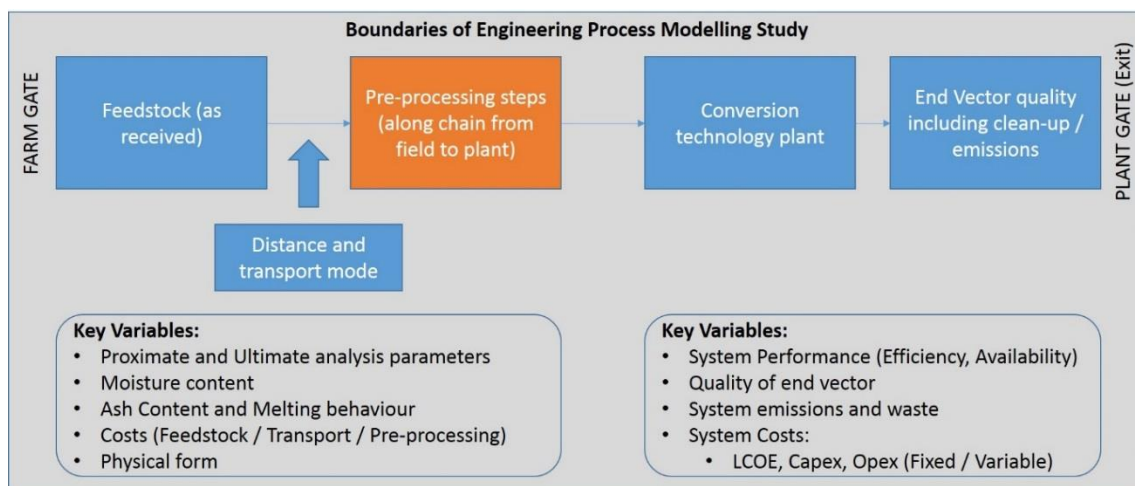 Boundaries of Engineering Process Modelling Study
FARM GATE
Feedstock (as
received)
Pre-processing steps
(along chain from
field to plant)
Conversion
technology plant
End Vector quality
including clean-up /
emissions
PLANT GATE (Exit)
Distance and
transport mode
Key Variables:
• Proximate and Ultimate analysis parameters
• Moisture content
• Ash Content and Melting behaviour
• Costs (Feedstock / Transport / Pre-processing)
• Physical form
Key Variables:
• System Performance (Efficiency, Availability)
• Quality of end vector
• System emissions and waste
• System Costs:
• LCOE, Capex, Opex (Fixed / Variable)